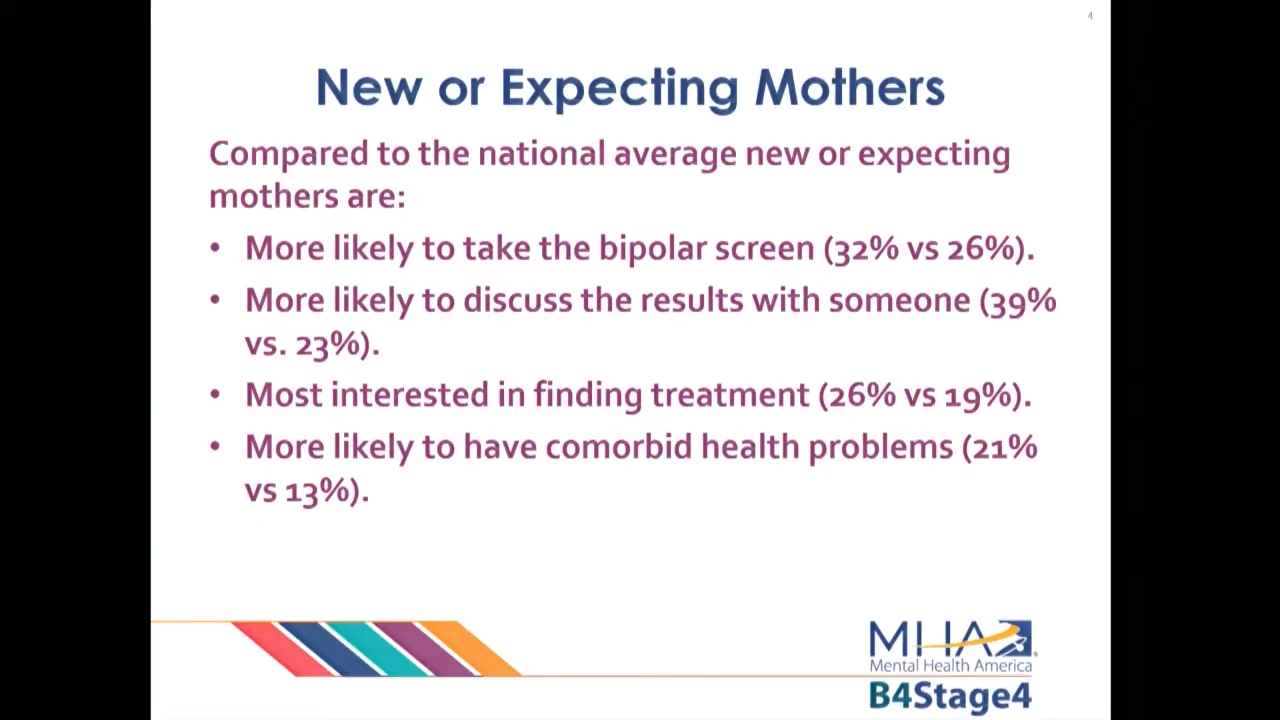 4
New or Expecting Mothers
Compared to the national average new or expecting
mothers are:
• More likely to take the bipolar screen (32% vs 26%).
• More likely to discuss the results with someone (39%
vs. 23%).
• Most interested in finding treatment (26% vs 19%).
• More likely to have comorbid health problems (21%
vs 13%).
MHA
Mental Health America
B4Stage4